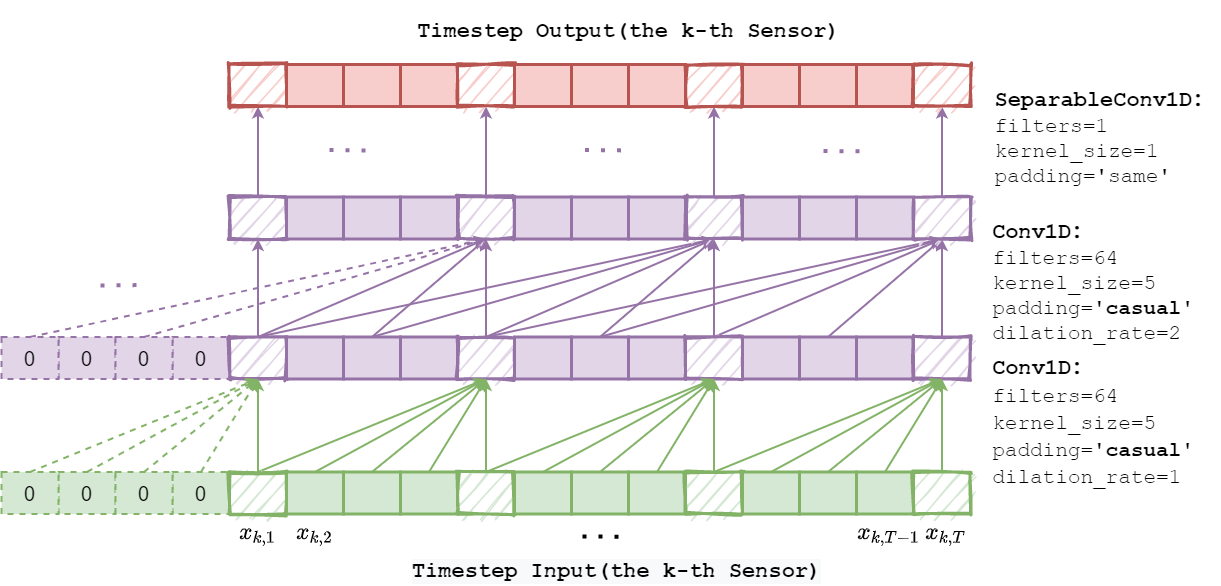 Timestep Output(the k-th Sensor)
SeparableConv1D:
filters=1
kernel_size=1
padding='same'
... ... ...
Conv1D:
filters=64
kernel_size=5
padding='casual'
dilation_rate=2
...
0 0 0 0
Conv1D:
filters=64
kernel_size=5
padding='casual'
dilation_rate=1
0 0 0 0
x_{k,1} x_{k,2} ... x_{k,T-1} x_{k,T}
Timestep Input(the k-th Sensor)